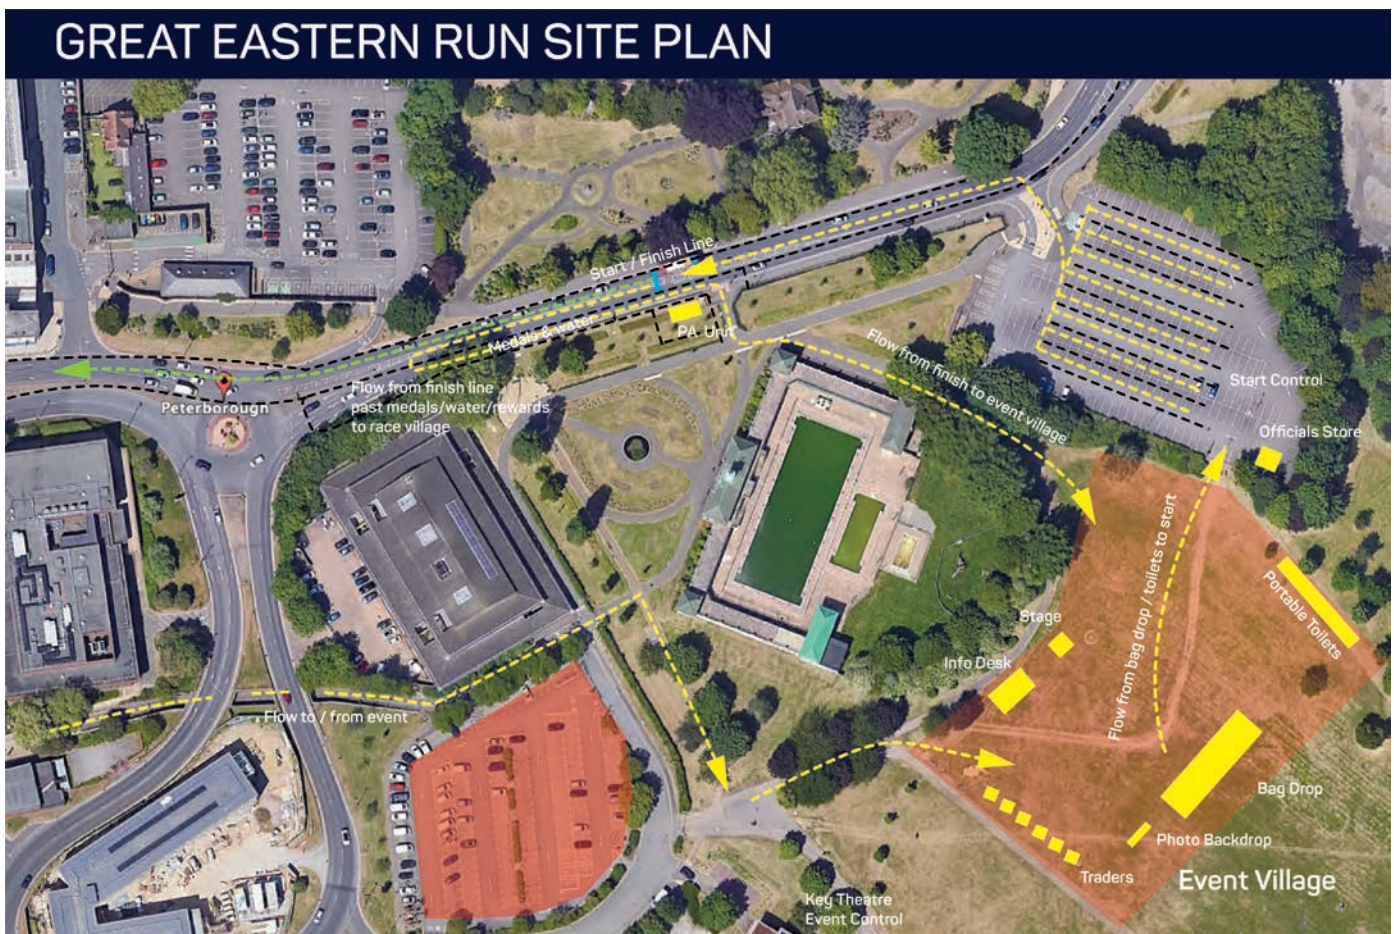 GREAT EASTERN RUN SITE PLAN
Start / Finish Line
Medals & water
PA Unit
Flow from finish to event village
Start Control
Officials Store
Peterborough
Flow from finish line
past medals/water/rewards
to race village
Flow from bag drop / toilets to start
Portable Toilets
Stage
Info Desk
Flow to / from event
Bag Drop
Photo Backdrop
Traders
Event Village
Key Theatre
Event Control